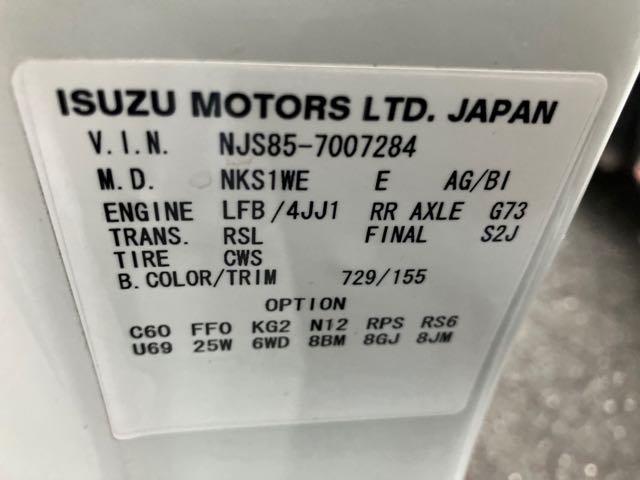 ISUZU MOTORS LTD. JAPAN
V.I.N. NJS85-7007284
M.D. NKS1WE E AG/BI
ENGINE LFB/4JJ1 RR AXLE G73
TRANS. RSL FINAL S2J
TIRE CWS
B. COLOR/TRIM 729/155
OPTION
C60 FF0 KG2 N12 RPS RS6
U69 25W 6WD 8BM 8GJ 8JM